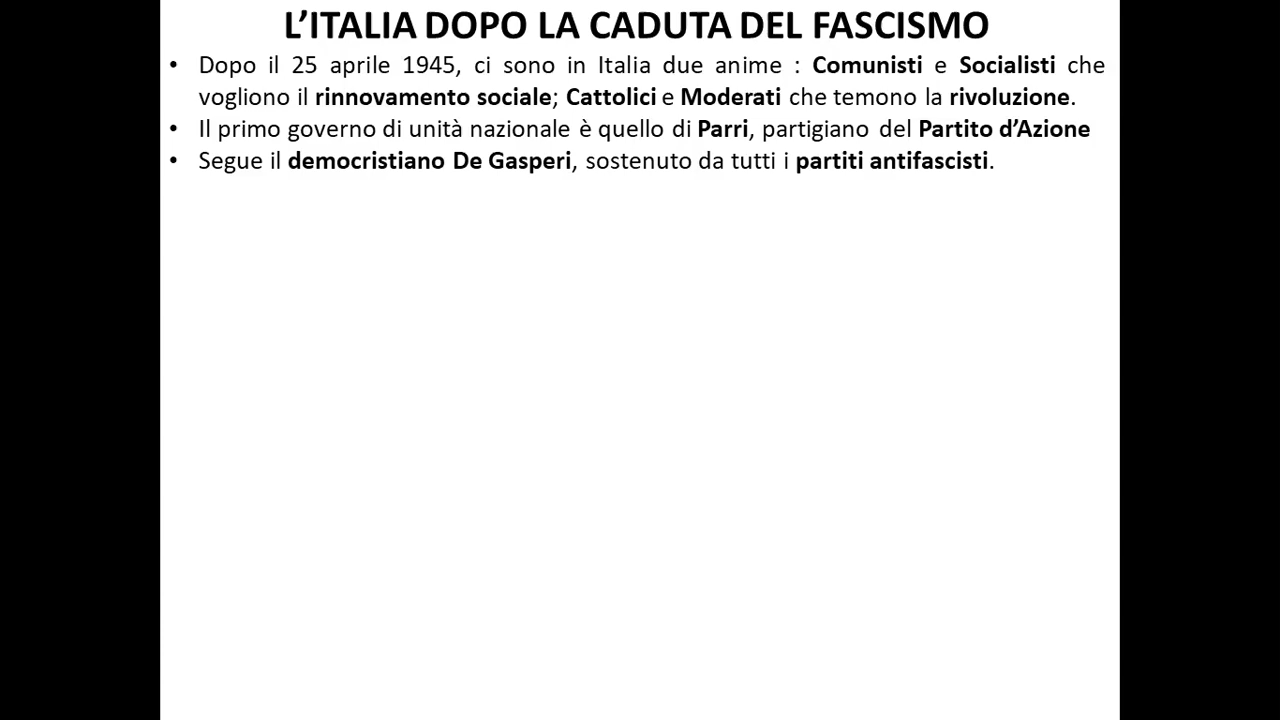 L’ITALIA DOPO LA CADUTA DEL FASCISMO
• Dopo il 25 aprile 1945, ci sono in Italia due anime : Comunisti e Socialisti che
vogliono il rinnovamento sociale; Cattolici e Moderati che temono la rivoluzione.
• Il primo governo di unità nazionale è quello di Parri, partigiano del Partito d’Azione
• Segue il democristiano De Gasperi, sostenuto da tutti i partiti antifascisti.